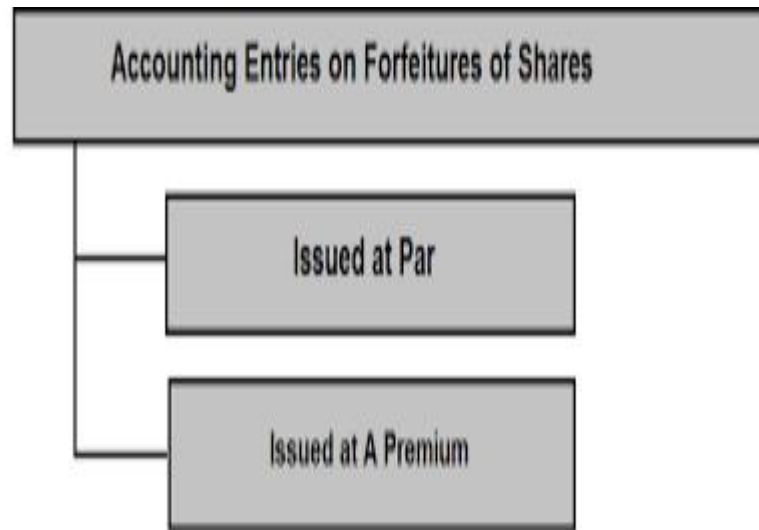 Accounting Entries on Forfeitures of Shares
Issued at Par
Issued at A Premium